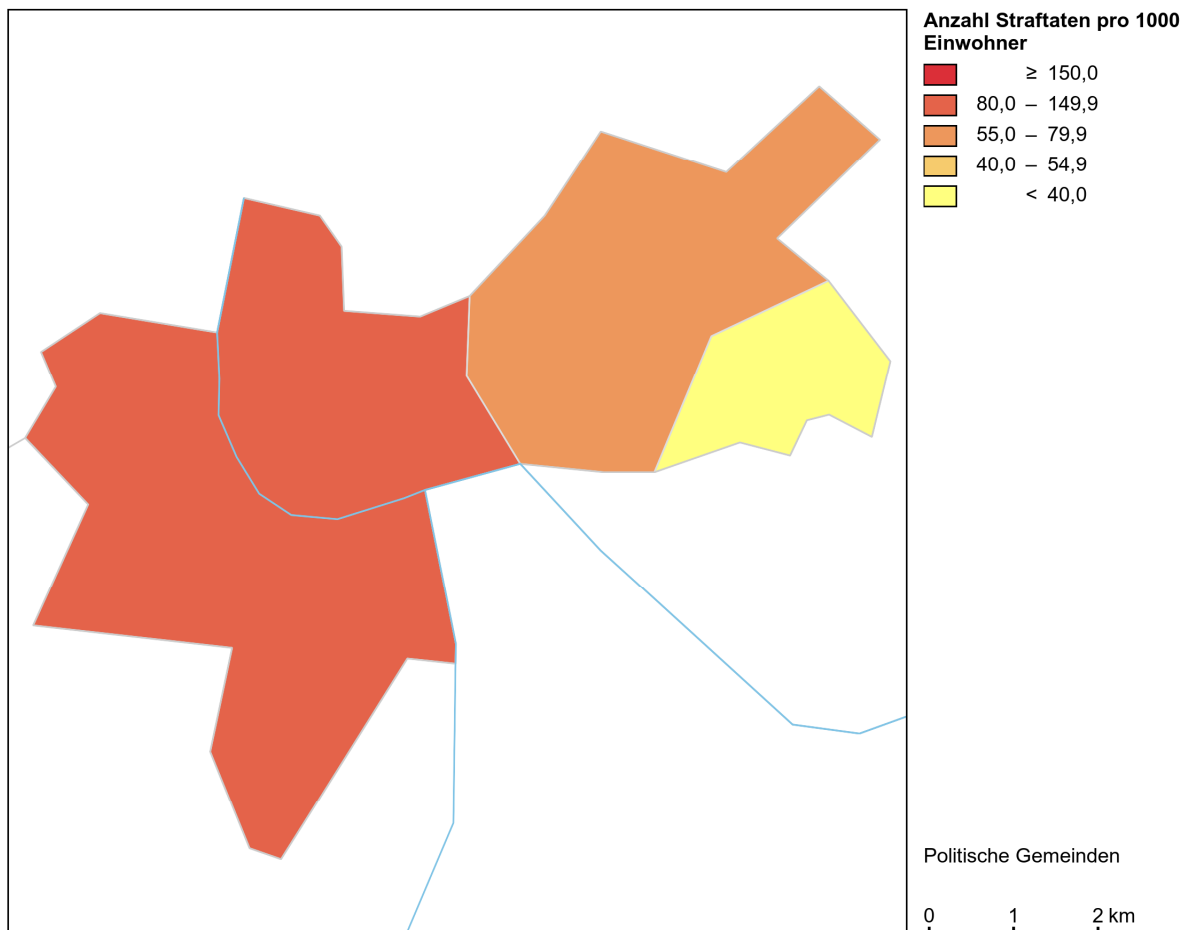 Anzahl Straftaten pro 1000
Einwohner
≥ 150,0
80,0 – 149,9
55,0 – 79,9
40,0 – 54,9
< 40,0
Politische Gemeinden
0 1 2 km